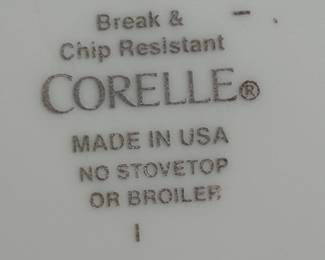 Break &
Chip Resistant
CORELLE®
MADE IN USA
NO STOVETOP
OR BROILER
I